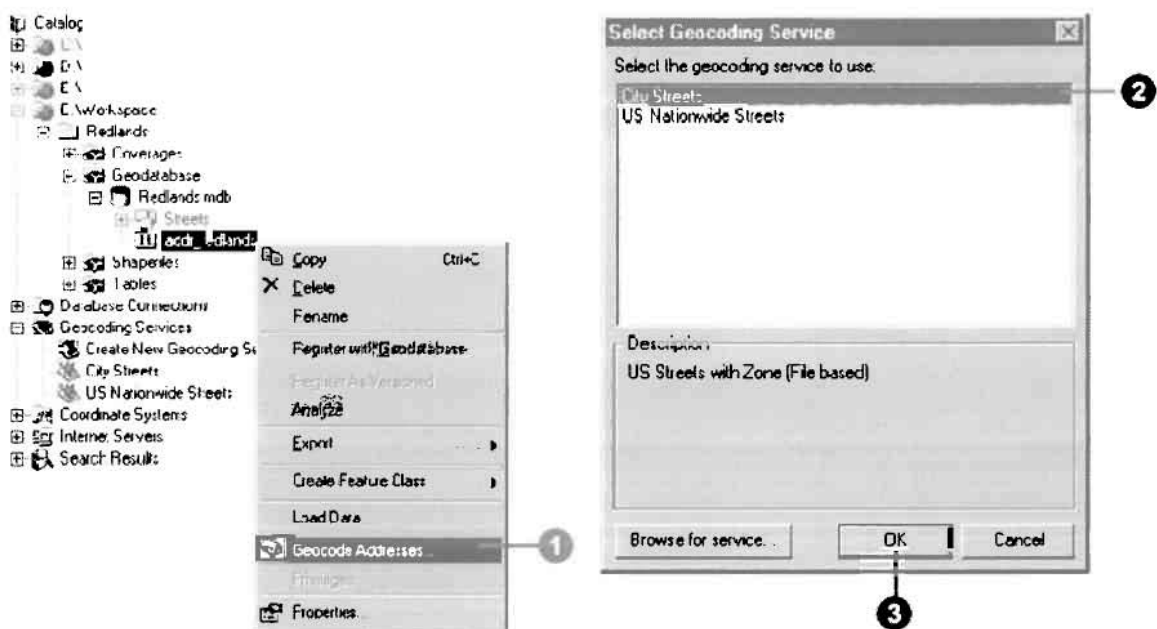 Catalog
C:\
D:\
E:\
E:\Workspace
Redlands
Coverages
Geodatabase
Redlands.mdb
Streets
addr_redlands
Shapefiles
Tables
Database Connections
Geocoding Services
Create New Geocoding Se
City Streets
US Nationwide Streets
Coordinate Systems
Internet Servers
Search Results
Copy Ctrl+C
Delete
Rename
Register with Geodatabase
Register As Versioned
Analyze
Export
Create Feature Class
Load Data
Geocode Addresses...
1
Privileges
Properties...
Select Geocoding Service
Select the geocoding service to use:
City Streets
2
US Nationwide Streets
Description
US Streets with Zone (File based)
Browse for service...
OK
Cancel
3